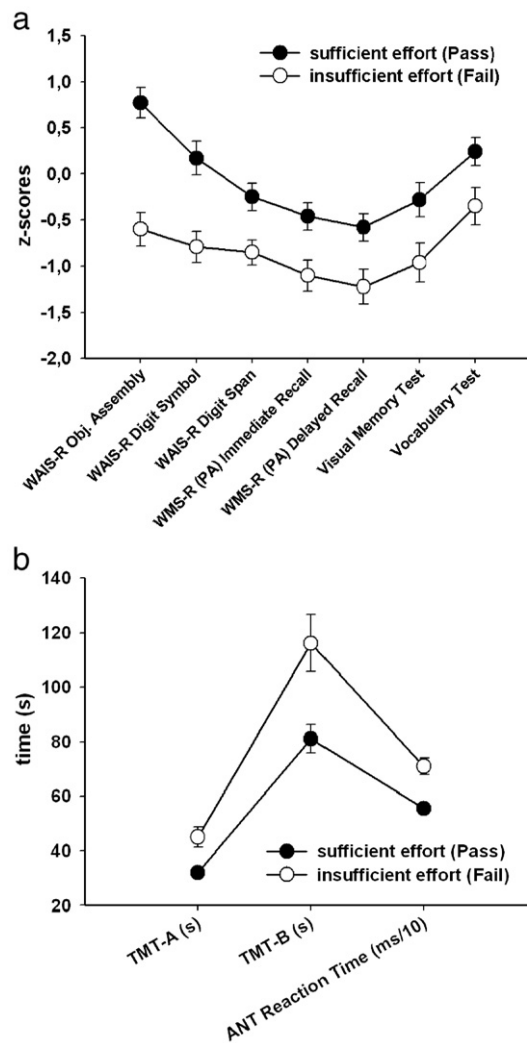 a
sufficient effort (Pass)
insufficient effort (Fail)
z-scores
1,5
1,0
0,5
0,0
-0,5
-1,0
-1,5
-2,0
WAIS-R Obj. Assembly
WAIS-R Digit Symbol
WAIS-R Digit Span
WMS-R (PA) Immediate Recall
WMS-R (PA) Delayed Recall
Visual Memory Test
Vocabulary Test
b
time (s)
140
120
100
80
60
40
20
sufficient effort (Pass)
insufficient effort (Fail)
TMT-A (s)
TMT-B (s)
ANT Reaction Time (ms/10)